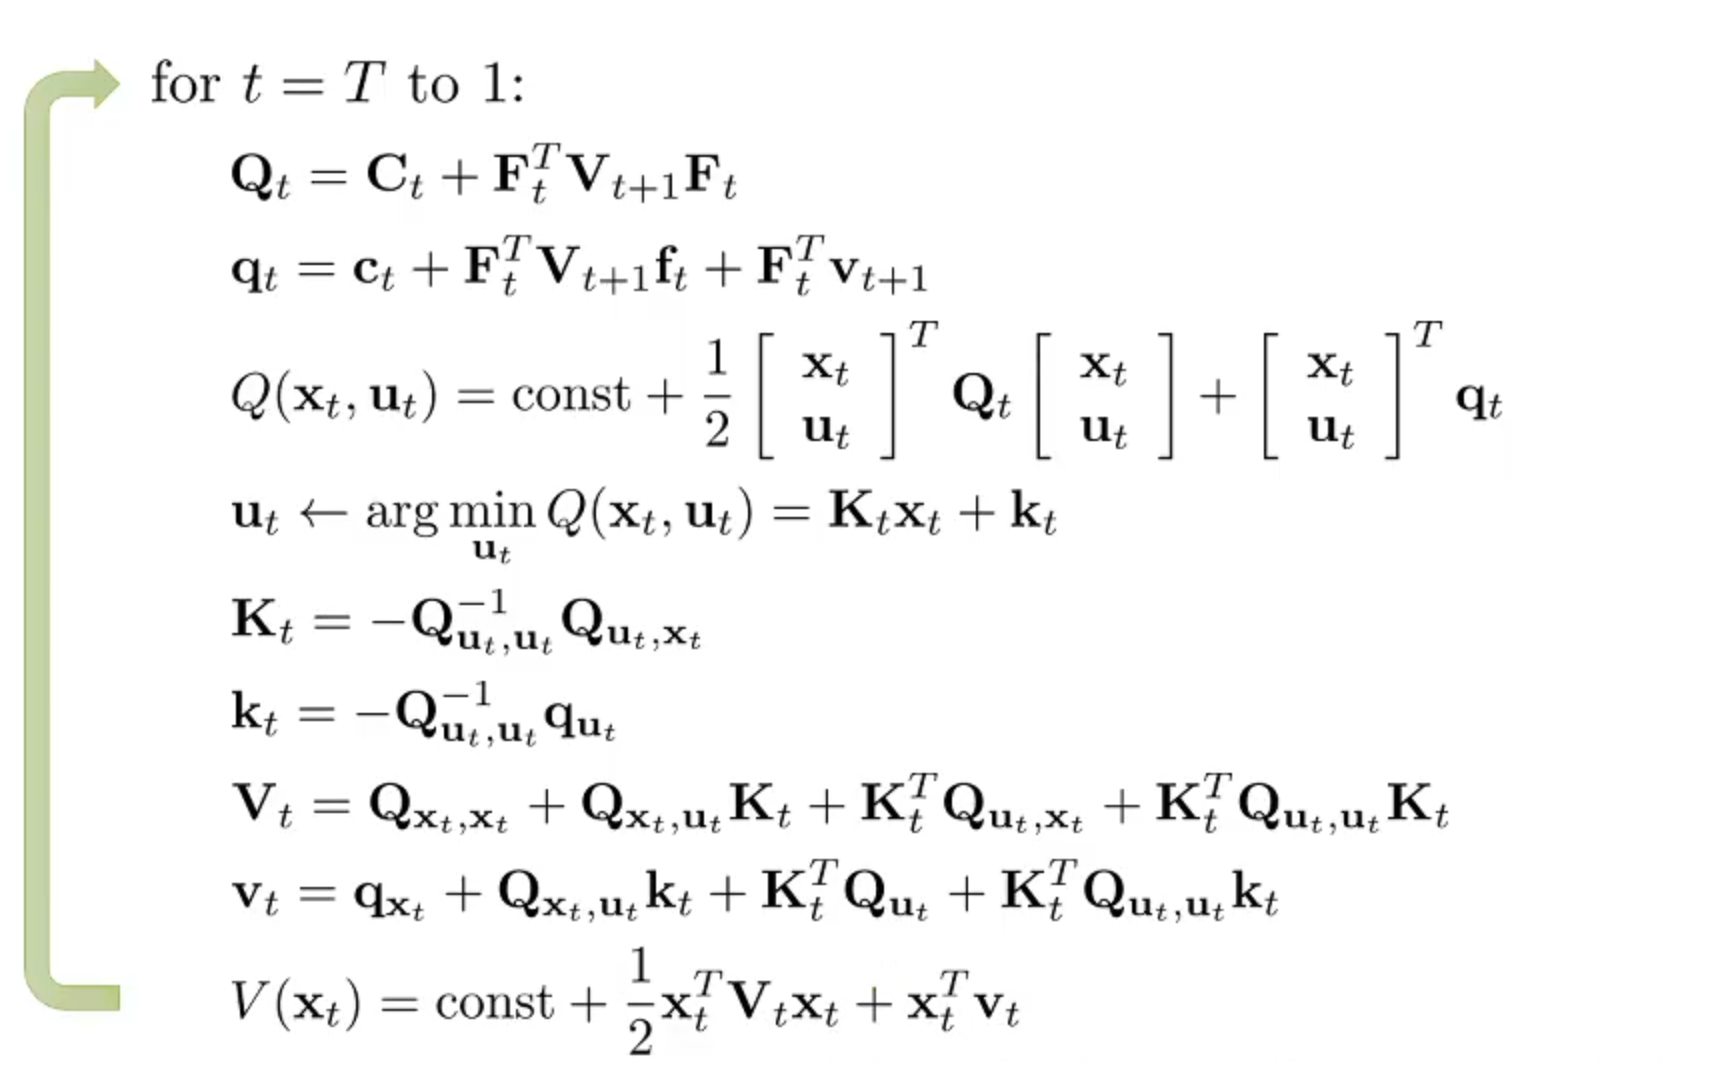 for t = T to 1:
Q_t = C_t + F_t^T V_{t+1} F_t
q_t = c_t + F_t^T V_{t+1} f_t + F_t^T v_{t+1}
Q(x_t, u_t) = const + \frac{1}{2} [x_t u_t]^T Q_t [x_t u_t] + [x_t u_t]^T q_t
u_t ← arg min_{u_t} Q(x_t, u_t) = K_t x_t + k_t
K_t = −Q_{u_t,u_t}^{−1} Q_{u_t,x_t}
k_t = −Q_{u_t,u_t}^{−1} q_{u_t}
V_t = Q_{x_t,x_t} + Q_{x_t,u_t} K_t + K_t^T Q_{u_t,x_t} + K_t^T Q_{u_t,u_t} K_t
v_t = q_{x_t} + Q_{x_t,u_t} k_t + K_t^T Q_{u_t} + K_t^T Q_{u_t,u_t} k_t
V(x_t) = const + \frac{1}{2} x_t^T V_t x_t + x_t^T v_t